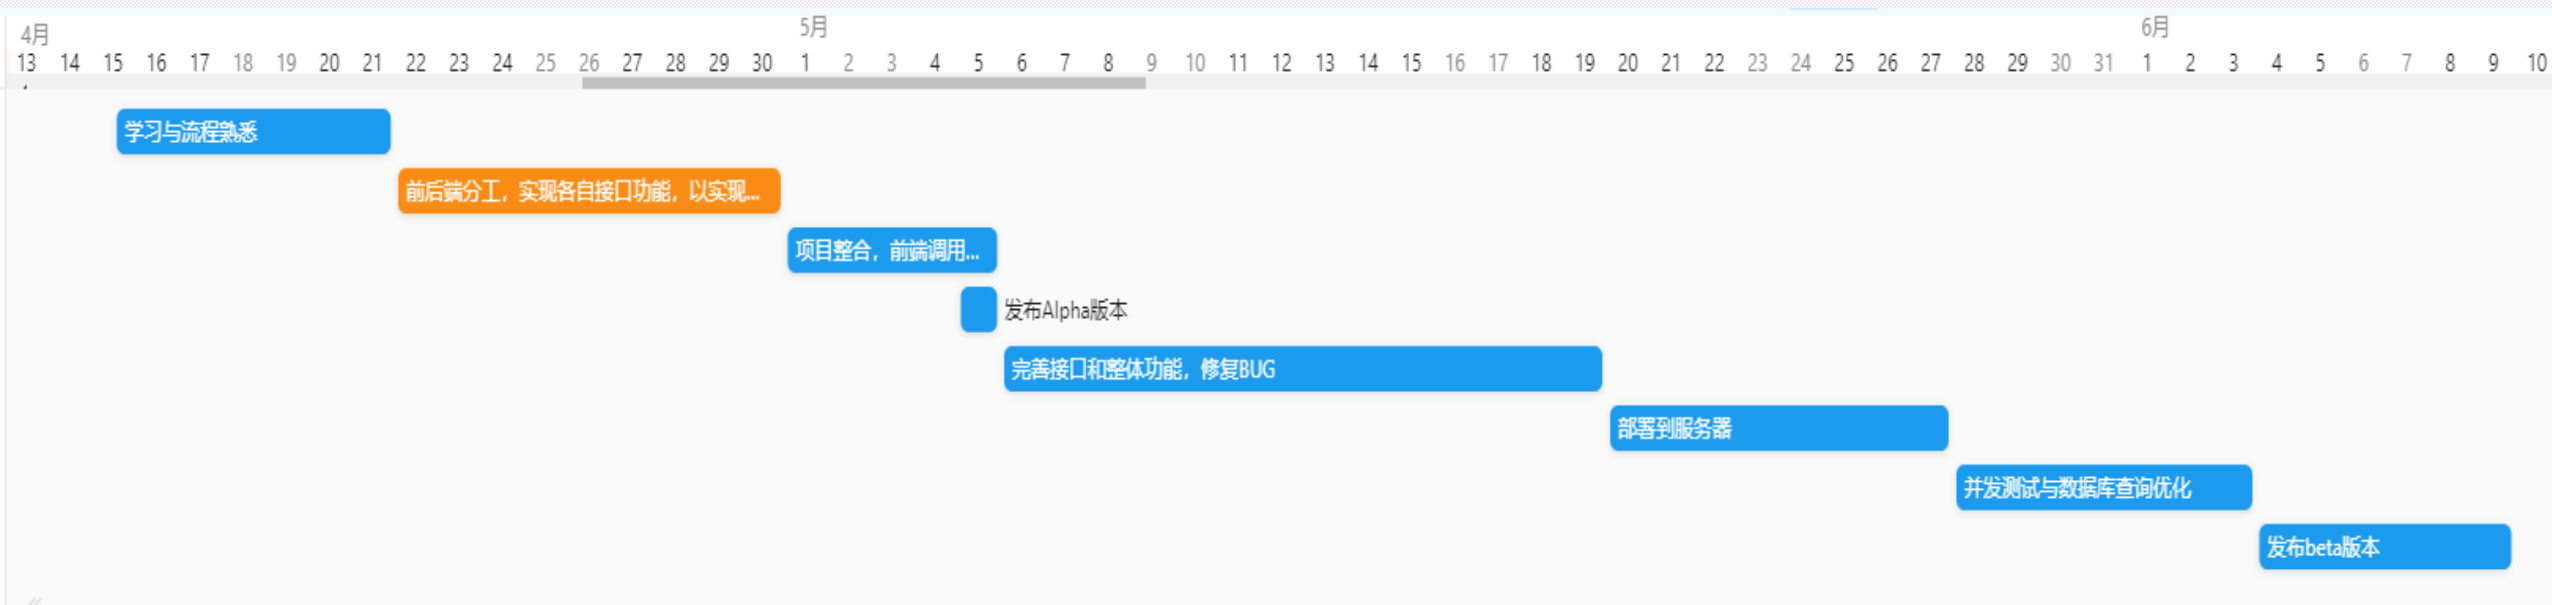 4月 5月 6月
13 14 15 16 17 18 19 20 21 22 23 24 25 26 27 28 29 30 1 2 3 4 5 6 7 8 9 10 11 12 13 14 15 16 17 18 19 20 21 22 23 24 25 26 27 28 29 30 31 1 2 3 4 5 6 7 8 9 10
学习与流程熟悉
前后端分工，实现各自接口功能，以实现...
项目整合，前端调用...
发布Alpha版本
完善接口和整体功能，修复BUG
部署到服务器
并发测试与数据库查询优化
发布beta版本